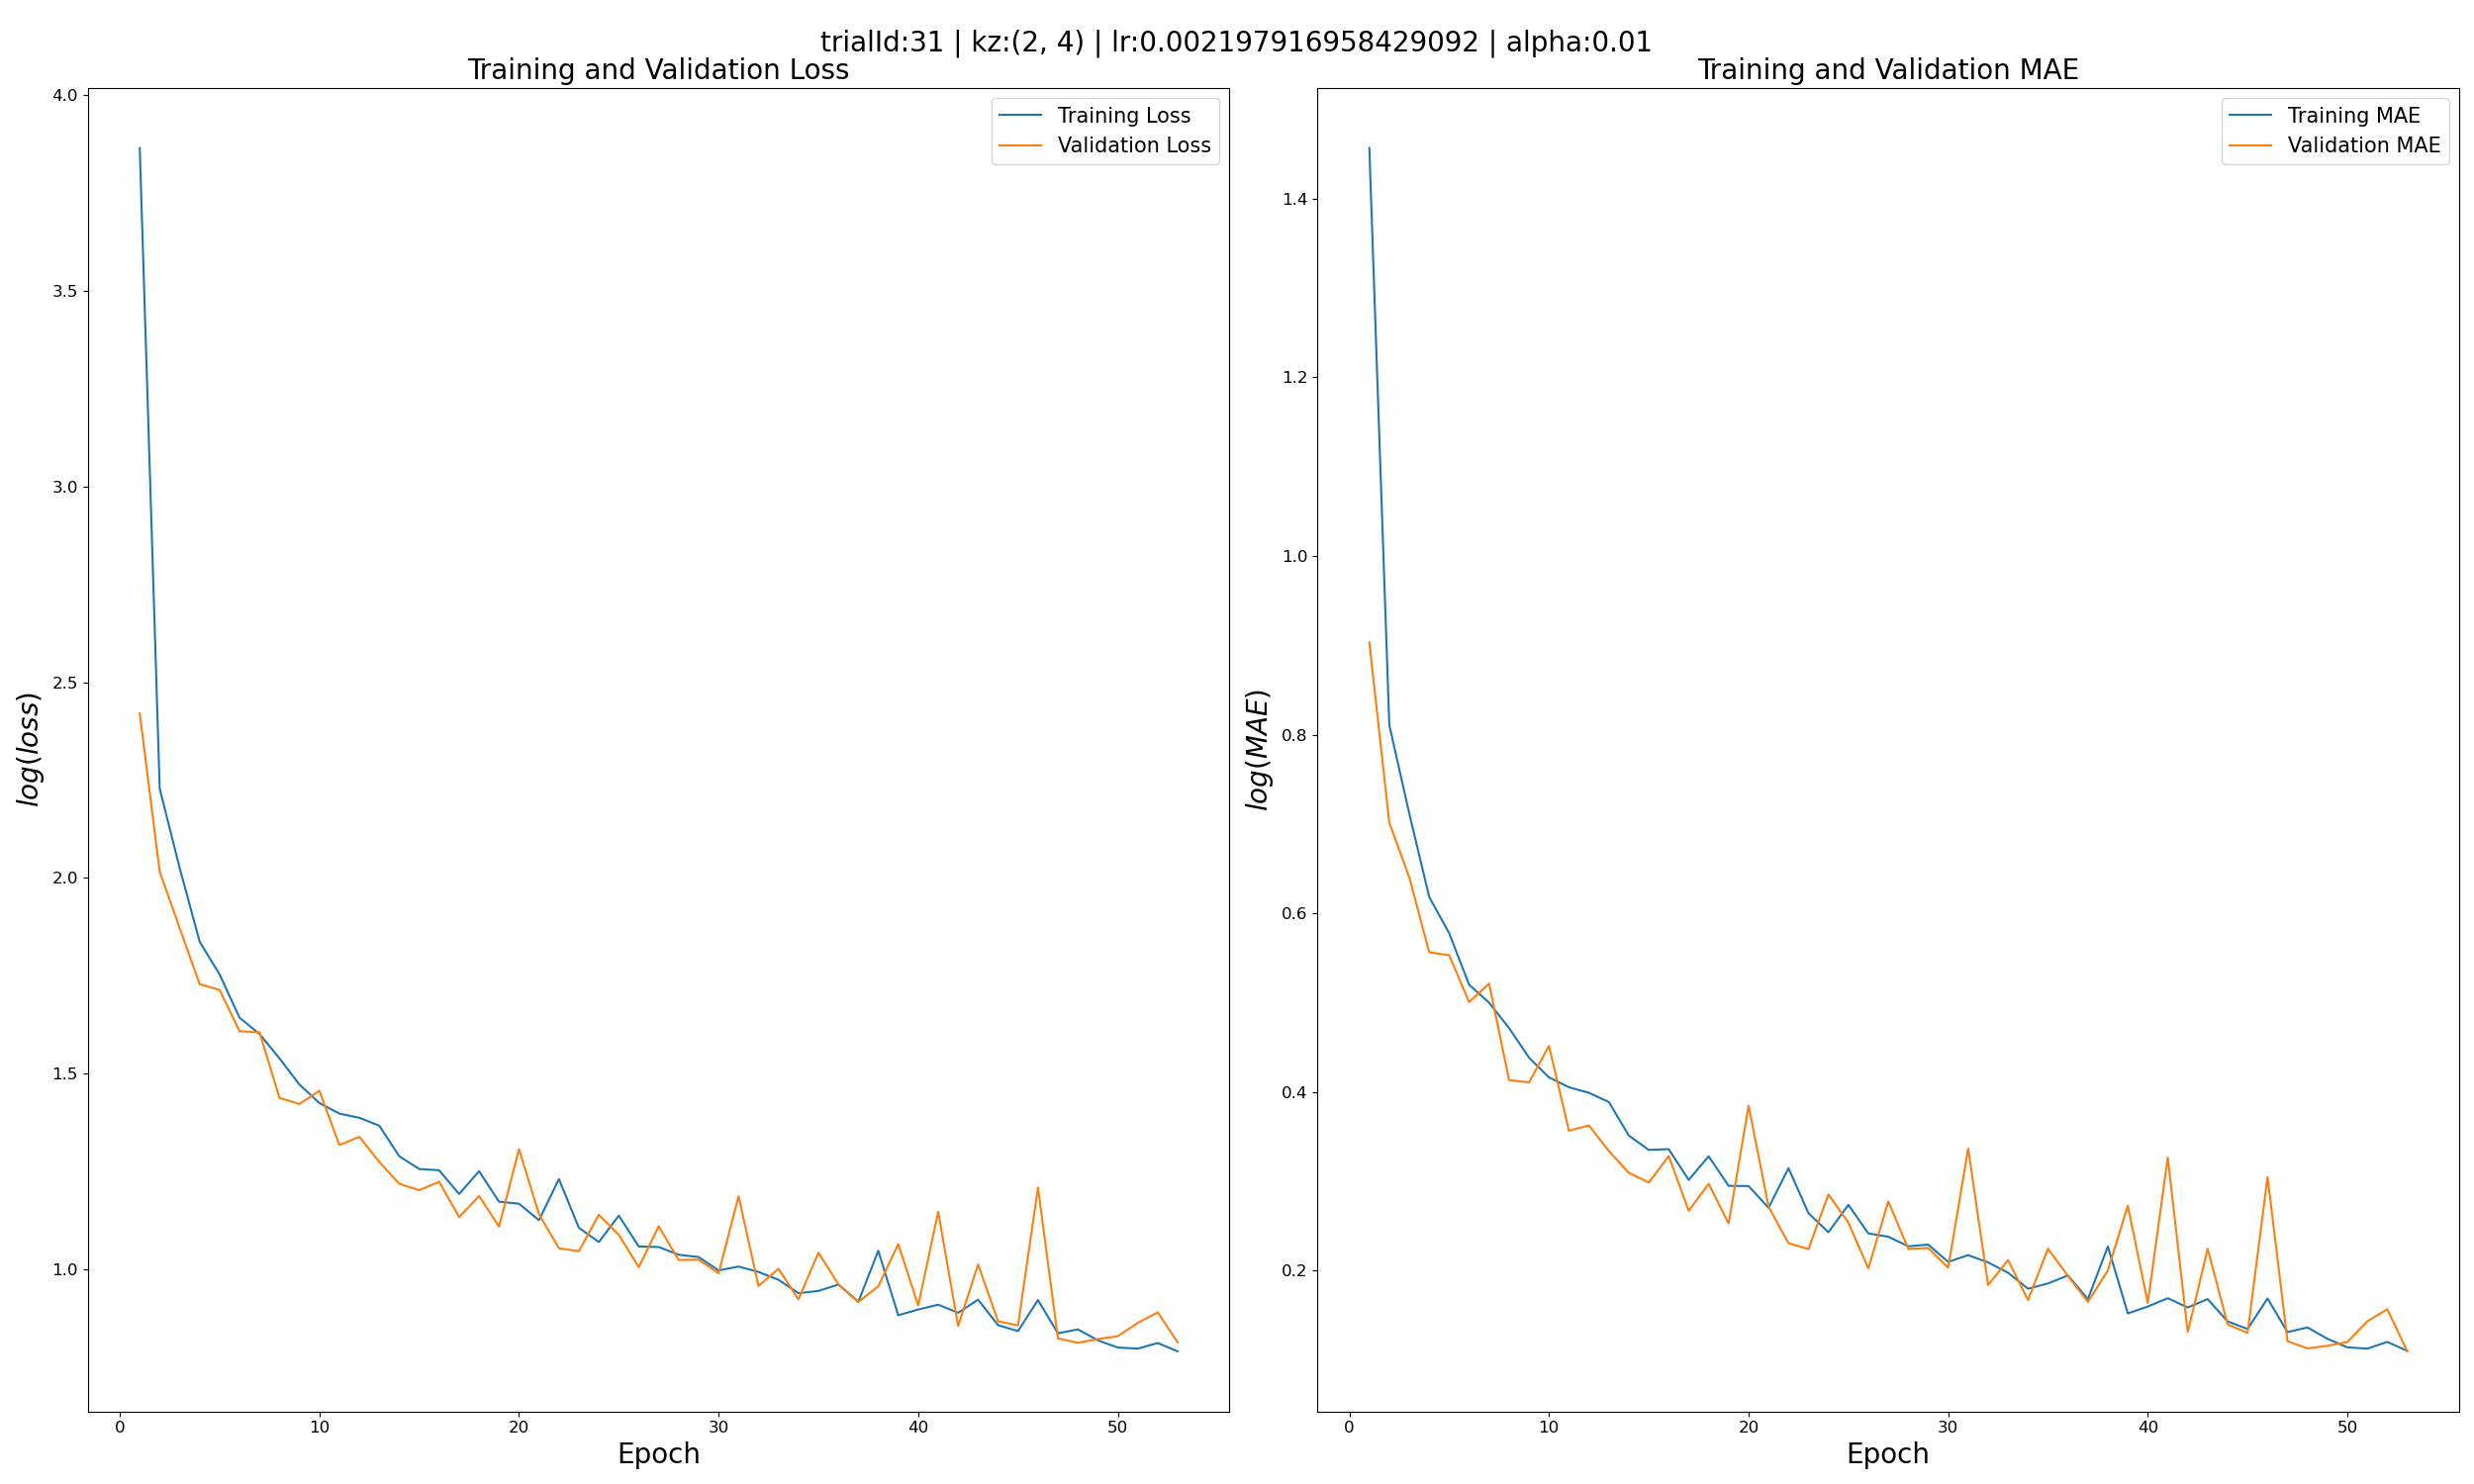 trialId:31 | kz:(2, 4) | lr:0.002197916958429092 | alpha:0.01
Training and Validation Loss
Training Loss
Validation Loss
4.0
3.5
3.0
2.5
2.0
1.5
1.0
log(loss)
0 10 20 30 40 50
Epoch
Training and Validation MAE
Training MAE
Validation MAE
1.4
1.2
1.0
0.8
0.6
0.4
0.2
log(MAE)
0 10 20 30 40 50
Epoch